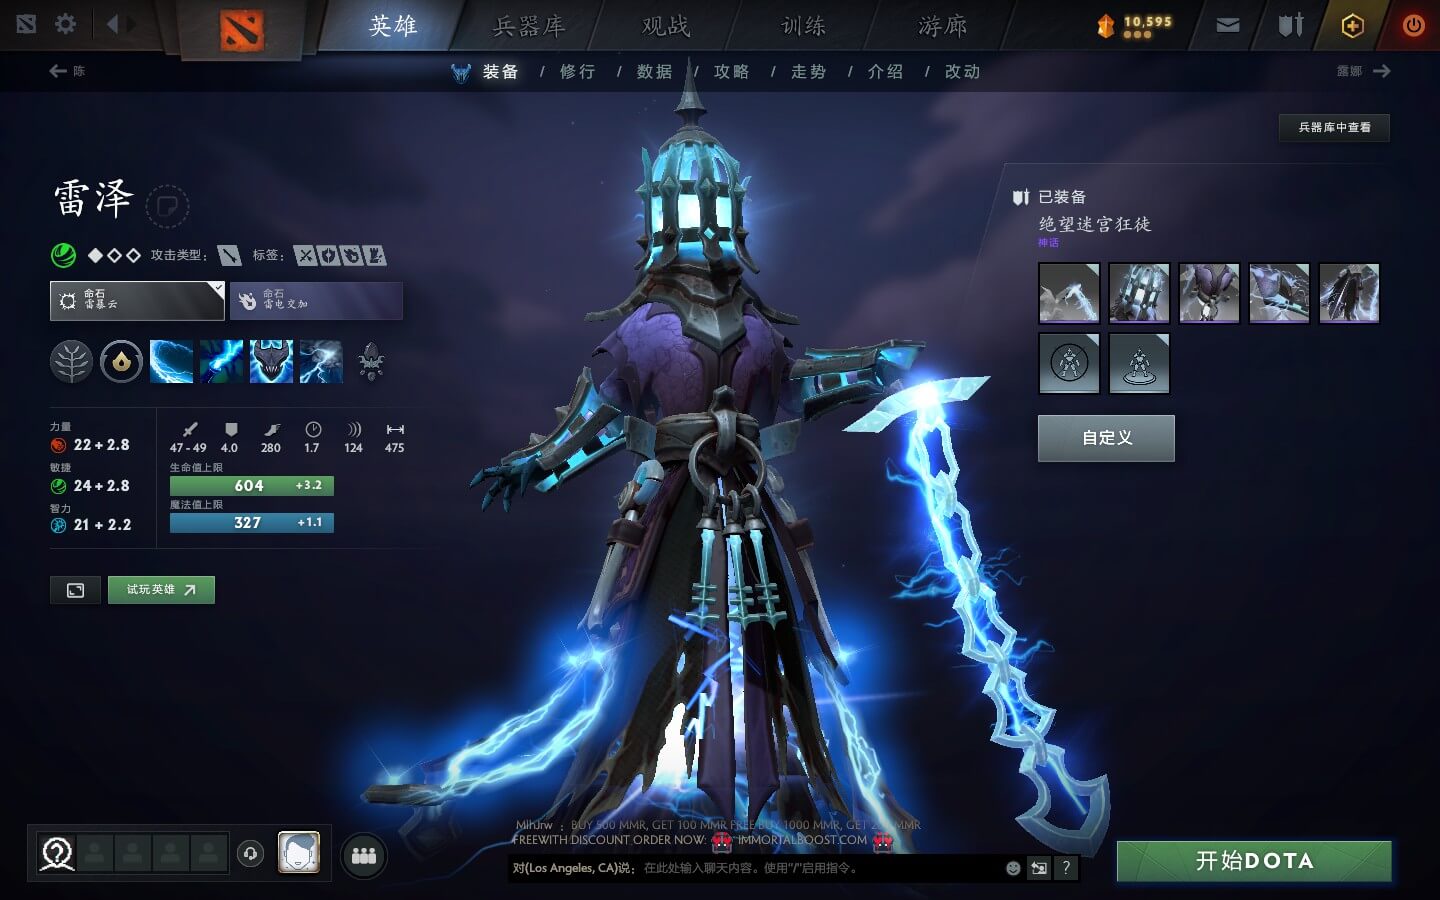 英雄
兵器库
观战
训练
游廊
10,595
陈
装备 / 修行 / 数据 / 攻略 / 走势 / 介绍 / 改动
露娜
兵器库中查看
雷泽
攻击类型：
标签：
命石
雷暴云
命石
雷电交加
力量
22 + 2.8
敏捷
24 + 2.8
智力
21 + 2.2
47 - 49 4.0 280 1.7 124 475
生命值上限
604 +3.2
魔法值上限
327 +1.1
试玩英雄
已装备
绝望迷宫狂徒
神话
自定义
MlhJrw ： BUY 500 MMR, GET 100 MMR FREE BUY 1000 MMR, GET 200 MMR
FREEWITH DISCOUNT ORDER NOW: IMMORTALBOOST.COM
对(Los Angeles, CA)说： 在此处输入聊天内容。使用“/”启用指令。
?
开始DOTA